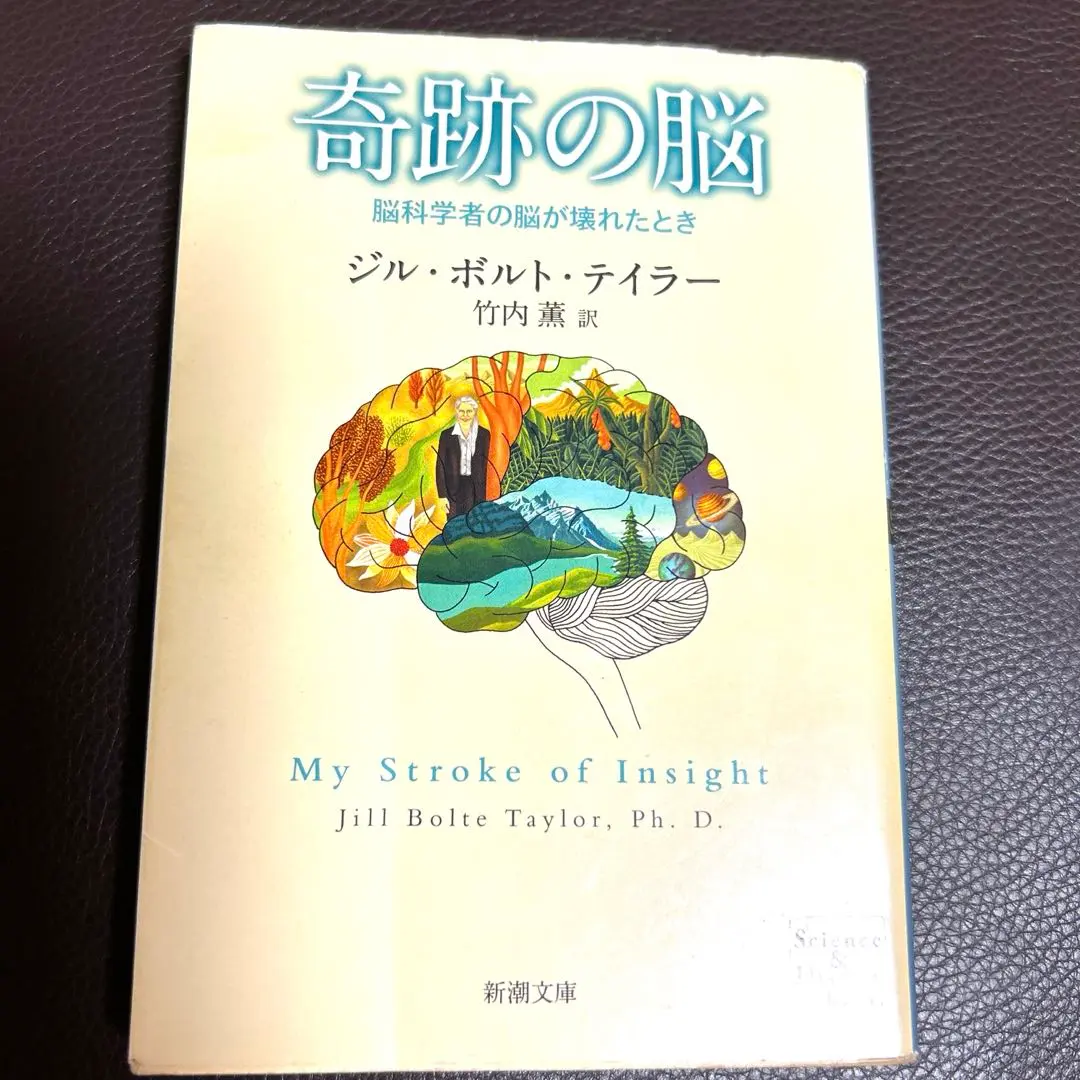 奇跡の脳
脳科学者の脳が壊れたとき
ジル・ボルト・テイラー
竹内 薫 訳
My Stroke of Insight
Jill Bolte Taylor, Ph. D.
Science
&
新潮文庫